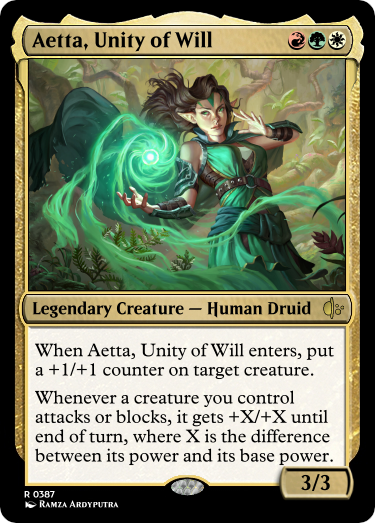 Aetta, Unity of Will
Legendary Creature — Human Druid
When Aetta, Unity of Will enters, put
a +1/+1 counter on target creature.
Whenever a creature you control
attacks or blocks, it gets +X/+X until
end of turn, where X is the difference
between its power and its base power.
3/3
R 0387
Ramza Ardyputra